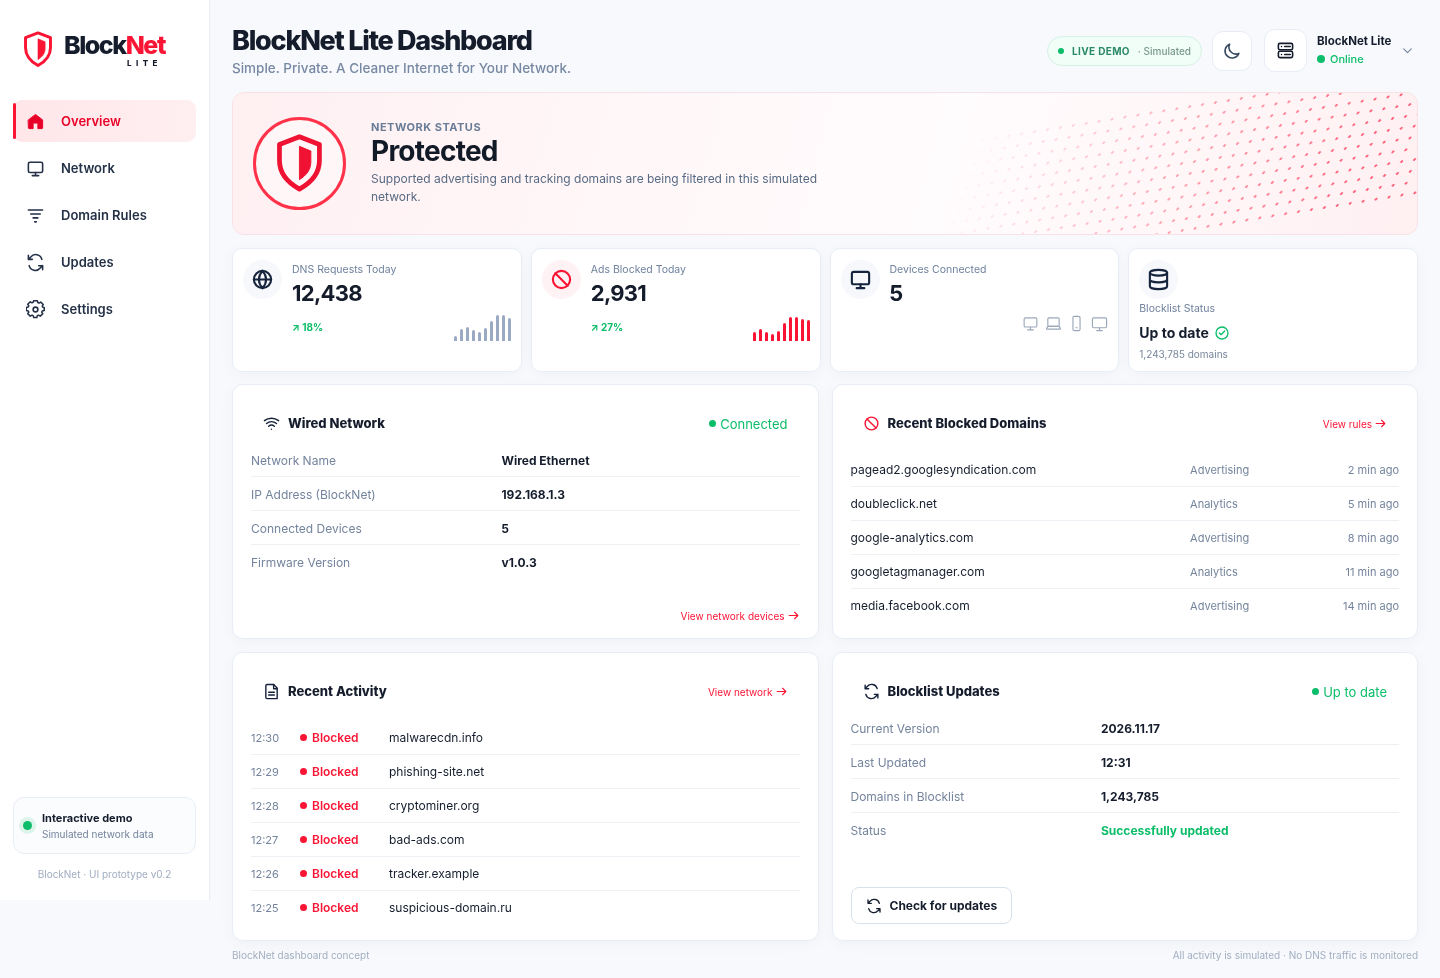 BlockNet
LITE
Overview
Network
Domain Rules
Updates
Settings
Interactive demo
Simulated network data
BlockNet · UI prototype v0.2
BlockNet Lite Dashboard
Simple. Private. A Cleaner Internet for Your Network.
LIVE DEMO · Simulated
BlockNet Lite
Online
NETWORK STATUS
Protected
Supported advertising and tracking domains are being filtered in this simulated
network.
DNS Requests Today
12,438
↗ 18%
Ads Blocked Today
2,931
↗ 27%
Devices Connected
5
Blocklist Status
Up to date
1,243,785 domains
Wired Network
Connected
Network Name Wired Ethernet
IP Address (BlockNet) 192.168.1.3
Connected Devices 5
Firmware Version v1.0.3
View network devices →
Recent Blocked Domains
View rules →
pagead2.googlesyndication.com Advertising 2 min ago
doubleclick.net Analytics 5 min ago
google-analytics.com Advertising 8 min ago
googletagmanager.com Analytics 11 min ago
media.facebook.com Advertising 14 min ago
Recent Activity
View network →
12:30 Blocked malwarecdn.info
12:29 Blocked phishing-site.net
12:28 Blocked cryptominer.org
12:27 Blocked bad-ads.com
12:26 Blocked tracker.example
12:25 Blocked suspicious-domain.ru
Blocklist Updates
Up to date
Current Version 2026.11.17
Last Updated 12:31
Domains in Blocklist 1,243,785
Status Successfully updated
Check for updates
BlockNet dashboard concept
All activity is simulated · No DNS traffic is monitored